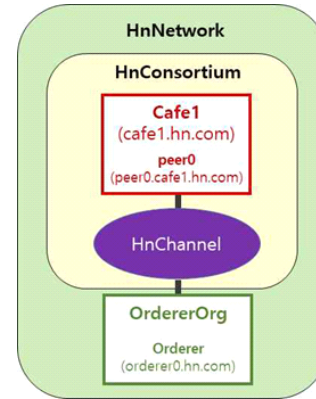 HnNetwork
HnConsortium
Cafe1
(cafe1.hn.com)
peer0
(peer0.cafe1.hn.com)
HnChannel
OrdererOrg
Orderer
(orderer0.hn.com)